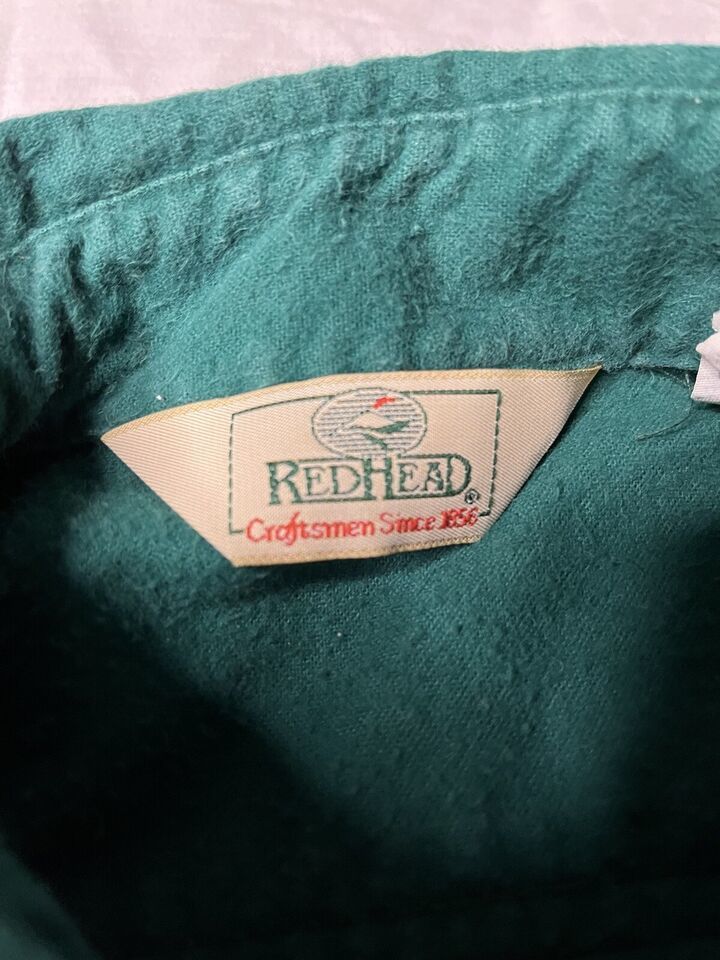 REDHEAD®
Craftsmen Since 1856